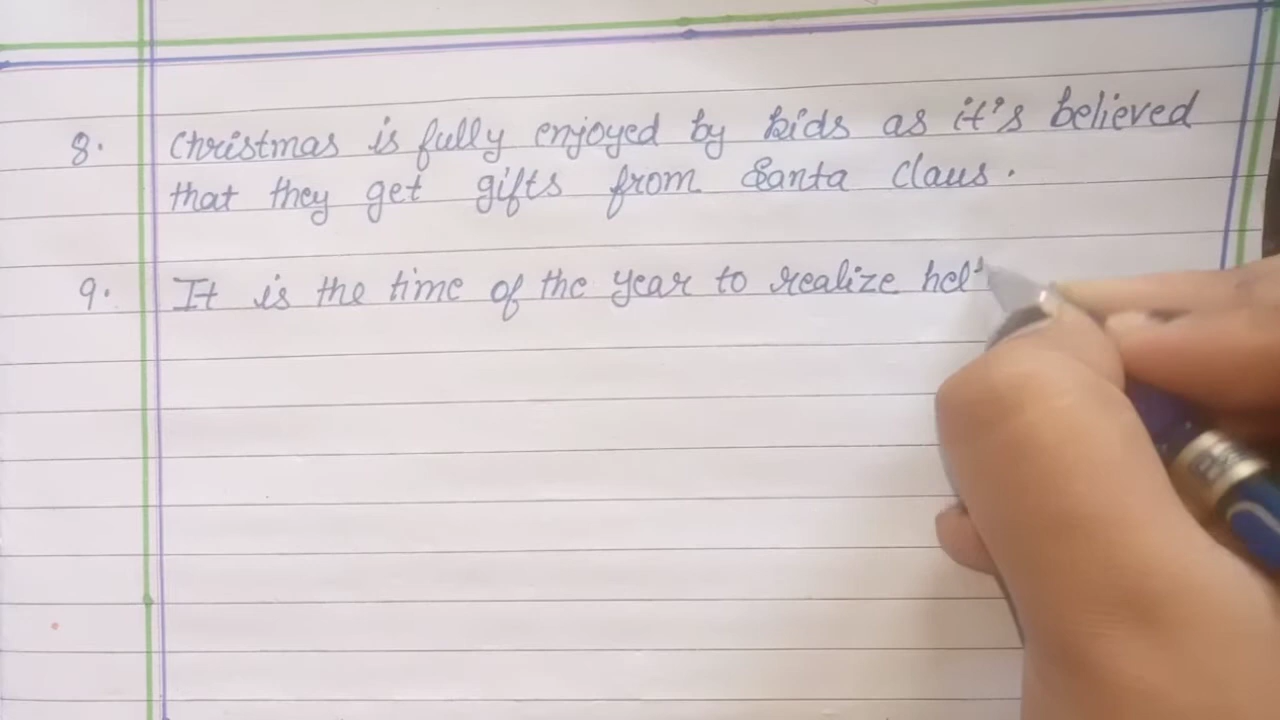 8. Christmas is fully enjoyed by kids as it's believed
that they get gifts from Santa Claus.
9. It is the time of the year to realize